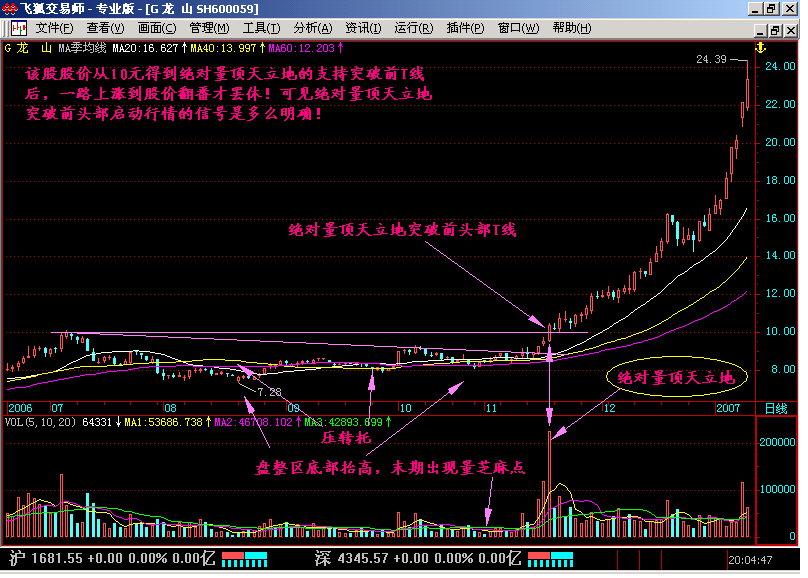 飞狐交易师 - 专业版 - [G 龙  山 SH600059]
文件(F) 查看(V) 画面(C) 管理(M) 工具(T) 分析(A) 资讯(I) 运行(R) 插件(P) 窗口(W) 帮助(H)
G 龙  山 MA季均线 MA20:16.627↑MA40:13.997↑MA60:12.203↑
24.39
该股股价从10元得到绝对量顶天立地的支持突破前T线
后，一路上涨到股价翻番才罢休！可见绝对量顶天立地
突破前头部启动行情的信号是多么明确！
24.00
22.00
20.00
18.00
16.00
14.00
12.00
10.00
8.00
绝对量顶天立地突破前头部T线
绝对量顶天立地
7.28
2006 07 08 09 10 11 12 2007 日线
VOL(5,10,20) 64331↓MA1:53686.738↑MA2:46708.102↑MA3:42893.699↑
压转托
盘整区底部抬高，末期出现量芝麻点
200000
100000
0
沪 1681.55 +0.00 0.00% 0.00亿 深 4345.57 +0.00 0.00% 0.00亿 20:04:47